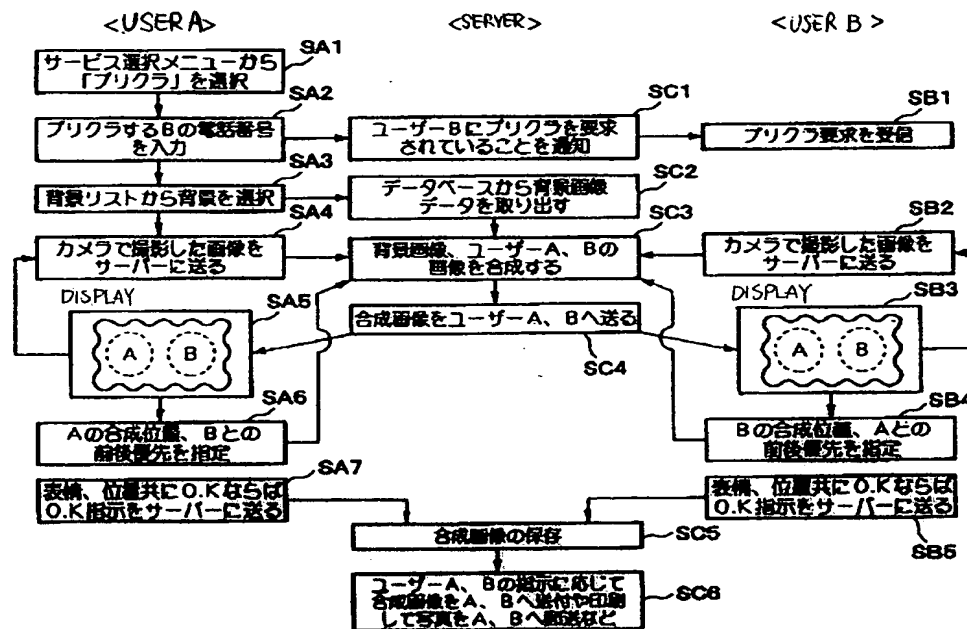 <USER A>
<SERVER>
<USER B>
SA1
サービス選択メニューから
「プリクラ」を選択
SA2
SC1
SB1
プリクラするBの電話番号
を入力
ユーザーBにプリクラを要求
されていることを通知
プリクラ要求を受信
SA3
SC2
背景リストから背景を選択
データベースから背景画像
データを取り出す
SA4
SC3
SB2
カメラで撮影した画像を
サーバーに送る
背景画像、ユーザーA、Bの
画像を合成する
カメラで撮影した画像を
サーバーに送る
DISPLAY
SA5
DISPLAY
SB3
合成画像をユーザーA、Bへ送る
A
B
SC4
A
B
SA6
SB4
Aの合成位置、Bとの
前後優先を指定
Bの合成位置、Aとの
前後優先を指定
SA7
表情、位置共にO.Kならば
O.K指示をサーバーに送る
表情、位置共にO.Kならば
O.K指示をサーバーに送る
合成画像の保存
SC5
SB5
ユーザーA、Bの指示に応じて
合成画像をA、Bへ送付や印刷
して写真をA、Bへ郵送など
SC6